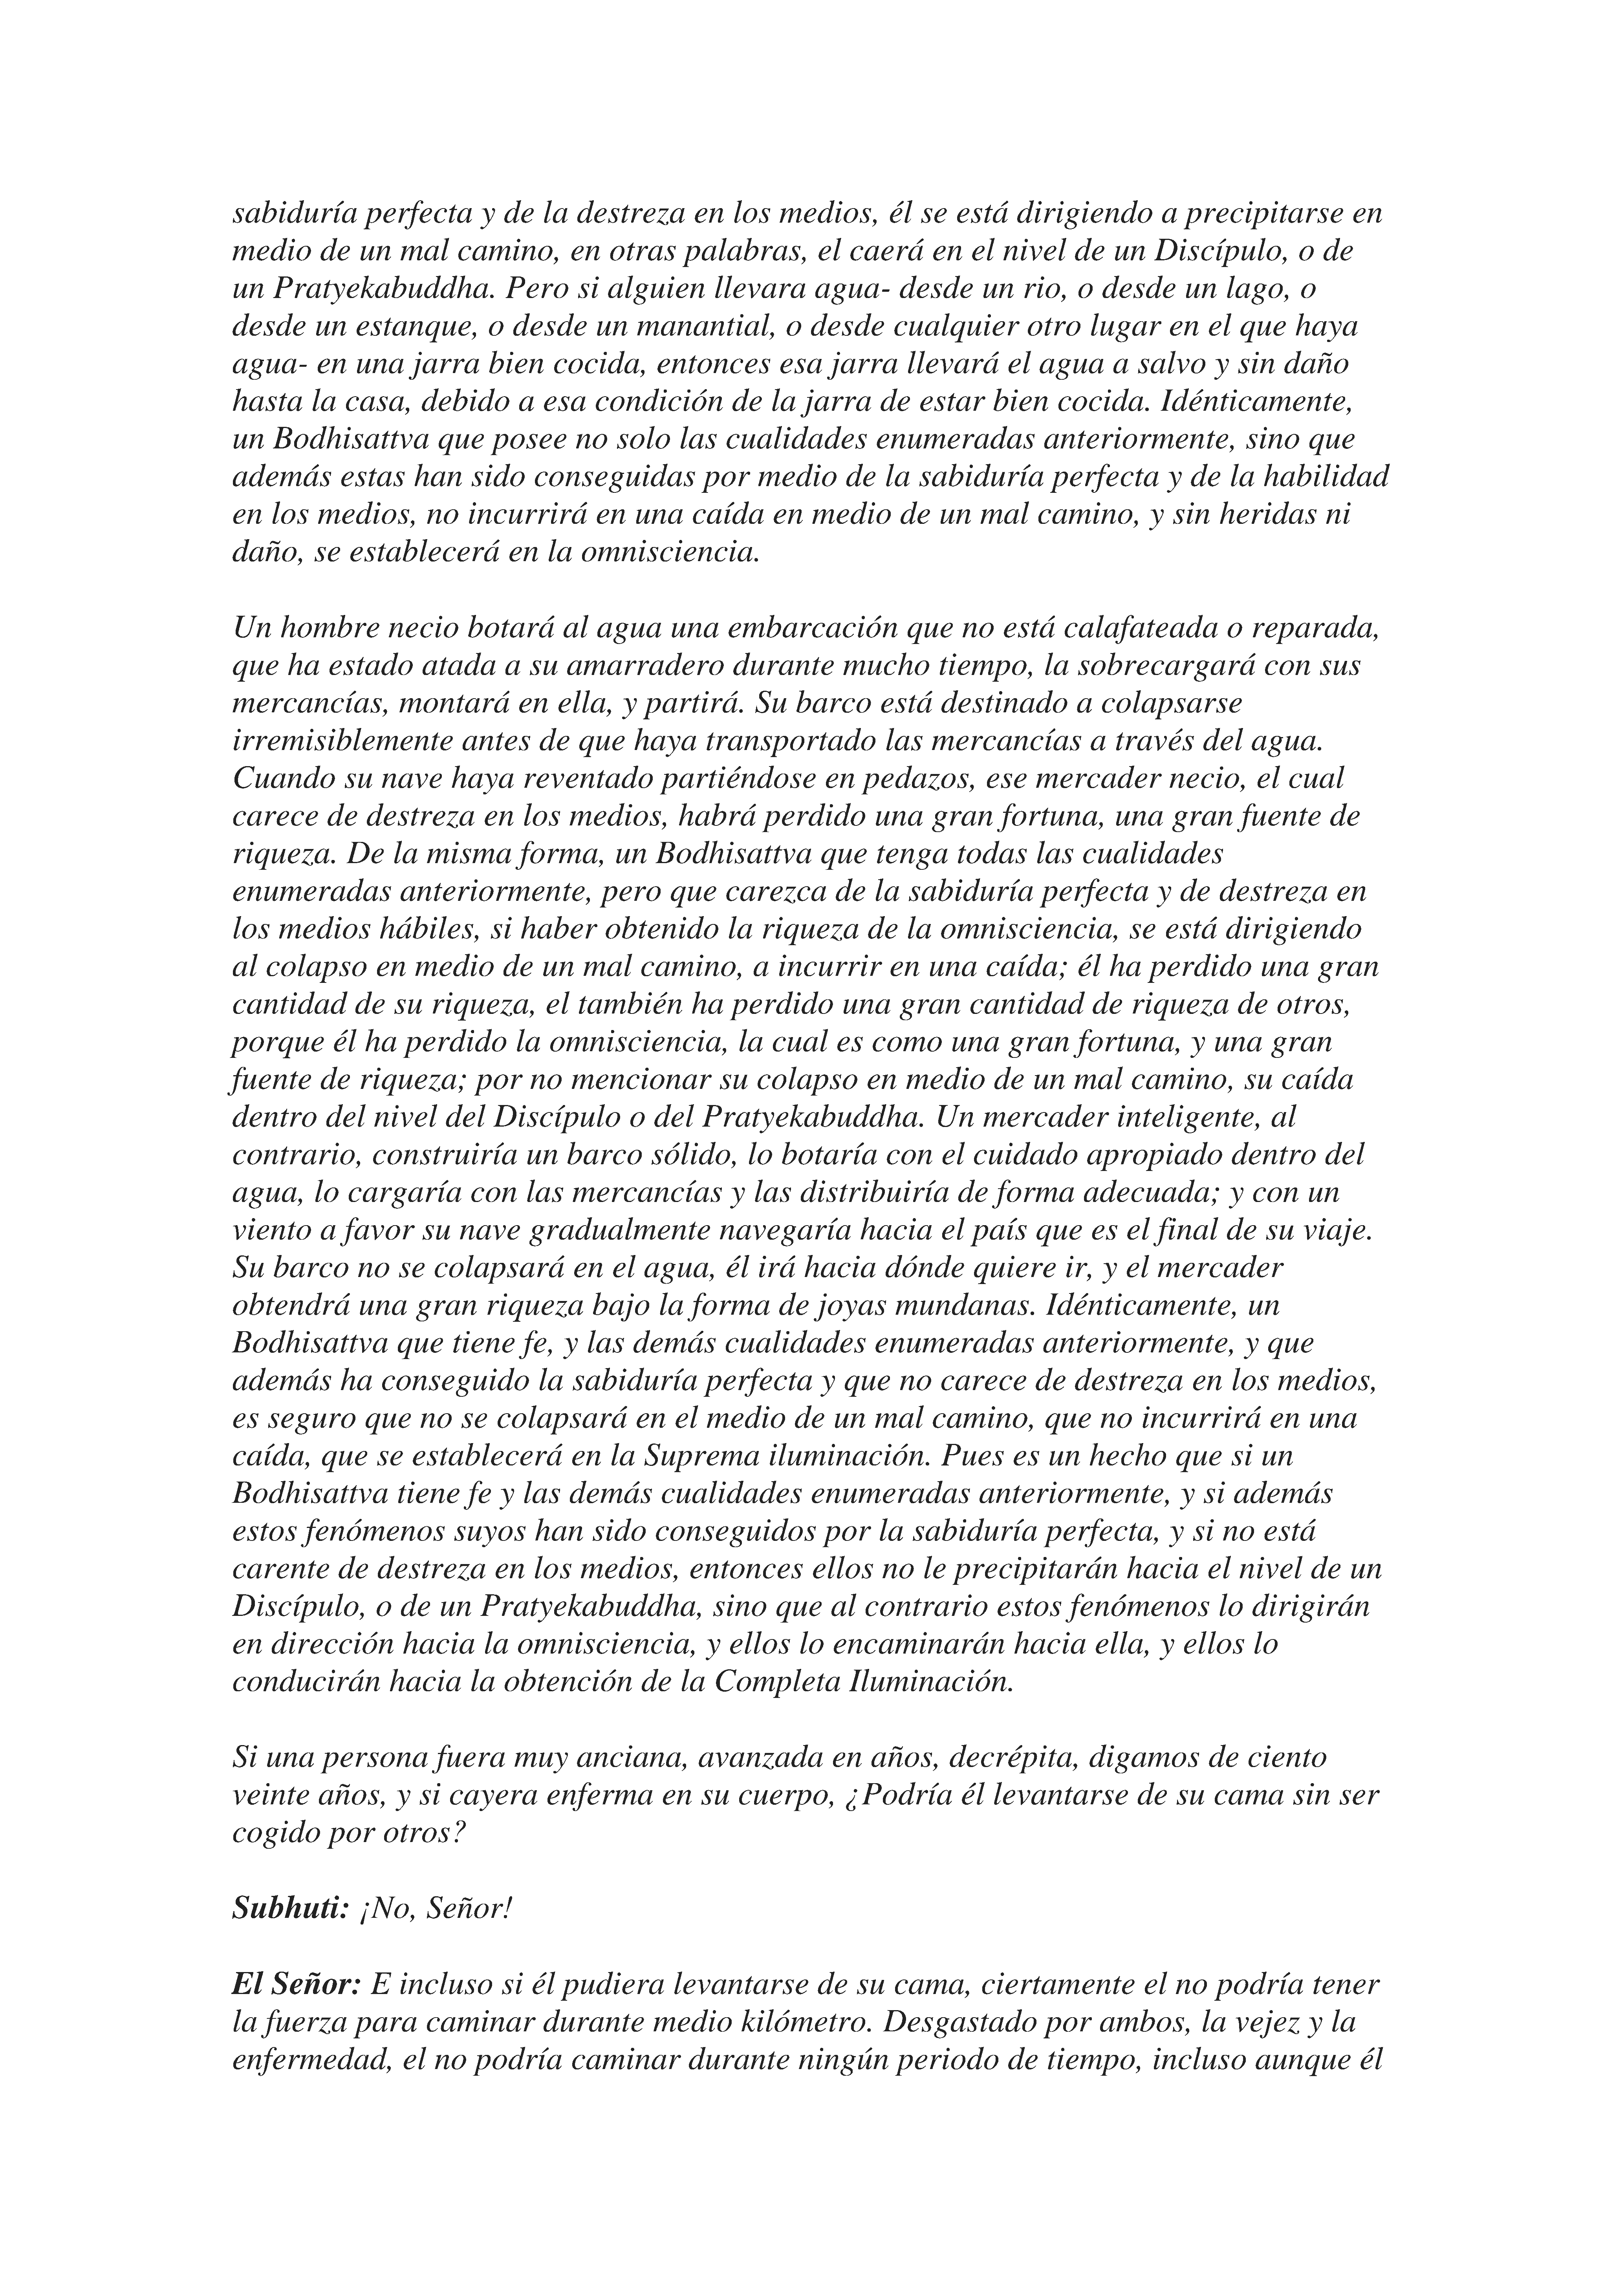 sabiduría perfecta y de la destreza en los medios, él se está dirigiendo a precipitarse en
medio de un mal camino, en otras palabras, el caerá en el nivel de un Discípulo, o de
un Pratyekabuddha. Pero si alguien llevara agua- desde un rio, o desde un lago, o
desde un estanque, o desde un manantial, o desde cualquier otro lugar en el que haya
agua- en una jarra bien cocida, entonces esa jarra llevará el agua a salvo y sin daño
hasta la casa, debido a esa condición de la jarra de estar bien cocida. Idénticamente,
un Bodhisattva que posee no solo las cualidades enumeradas anteriormente, sino que
además estas han sido conseguidas por medio de la sabiduría perfecta y de la habilidad
en los medios, no incurrirá en una caída en medio de un mal camino, y sin heridas ni
daño, se establecerá en la omnisciencia.

Un hombre necio botará al agua una embarcación que no está calafateada o reparada,
que ha estado atada a su amarradero durante mucho tiempo, la sobrecargará con sus
mercancías, montará en ella, y partirá. Su barco está destinado a colapsarse
irremisiblemente antes de que haya transportado las mercancías a través del agua.
Cuando su nave haya reventado partiéndose en pedazos, ese mercader necio, el cual
carece de destreza en los medios, habrá perdido una gran fortuna, una gran fuente de
riqueza. De la misma forma, un Bodhisattva que tenga todas las cualidades
enumeradas anteriormente, pero que carezca de la sabiduría perfecta y de destreza en
los medios hábiles, si haber obtenido la riqueza de la omnisciencia, se está dirigiendo
al colapso en medio de un mal camino, a incurrir en una caída; él ha perdido una gran
cantidad de su riqueza, el también ha perdido una gran cantidad de riqueza de otros,
porque él ha perdido la omnisciencia, la cual es como una gran fortuna, y una gran
fuente de riqueza; por no mencionar su colapso en medio de un mal camino, su caída
dentro del nivel del Discípulo o del Pratyekabuddha. Un mercader inteligente, al
contrario, construiría un barco sólido, lo botaría con el cuidado apropiado dentro del
agua, lo cargaría con las mercancías y las distribuiría de forma adecuada; y con un
viento a favor su nave gradualmente navegaría hacia el país que es el final de su viaje.
Su barco no se colapsará en el agua, él irá hacia dónde quiere ir, y el mercader
obtendrá una gran riqueza bajo la forma de joyas mundanas. Idénticamente, un
Bodhisattva que tiene fe, y las demás cualidades enumeradas anteriormente, y que
además ha conseguido la sabiduría perfecta y que no carece de destreza en los medios,
es seguro que no se colapsará en el medio de un mal camino, que no incurrirá en una
caída, que se establecerá en la Suprema iluminación. Pues es un hecho que si un
Bodhisattva tiene fe y las demás cualidades enumeradas anteriormente, y si además
estos fenómenos suyos han sido conseguidos por la sabiduría perfecta, y si no está
carente de destreza en los medios, entonces ellos no le precipitarán hacia el nivel de un
Discípulo, o de un Pratyekabuddha, sino que al contrario estos fenómenos lo dirigirán
en dirección hacia la omnisciencia, y ellos lo encaminarán hacia ella, y ellos lo
conducirán hacia la obtención de la Completa Iluminación.

Si una persona fuera muy anciana, avanzada en años, decrépita, digamos de ciento
veinte años, y si cayera enferma en su cuerpo, ¿Podría él levantarse de su cama sin ser
cogido por otros?

Subhuti: ¡No, Señor!

El Señor: E incluso si él pudiera levantarse de su cama, ciertamente el no podría tener
la fuerza para caminar durante medio kilómetro. Desgastado por ambos, la vejez y la
enfermedad, el no podría caminar durante ningún periodo de tiempo, incluso aunque él